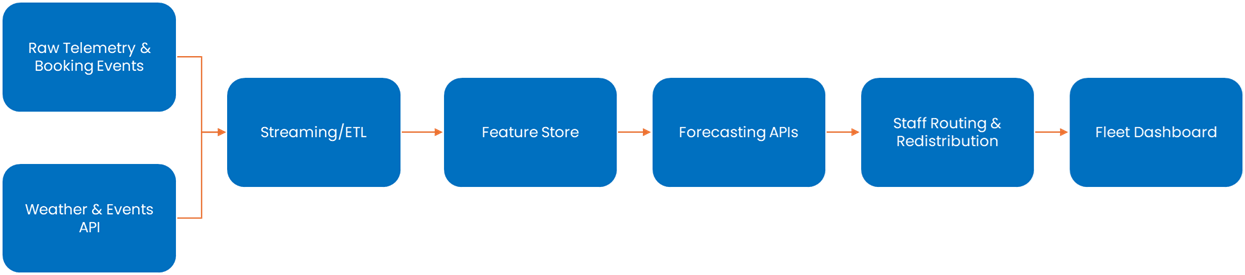 Raw Telemetry &
Booking Events
Weather & Events
API
Streaming/ETL
Feature Store
Forecasting APIs
Staff Routing &
Redistribution
Fleet Dashboard